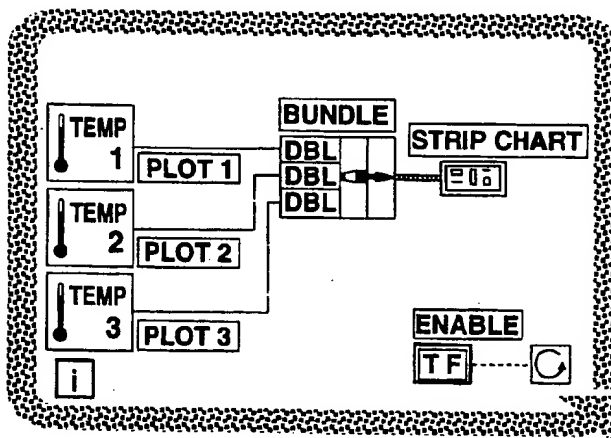 TEMP
1
PLOT 1
TEMP
2
PLOT 2
TEMP
3
PLOT 3
i
BUNDLE
DBL
DBL
DBL
STRIP CHART
ENABLE
TF